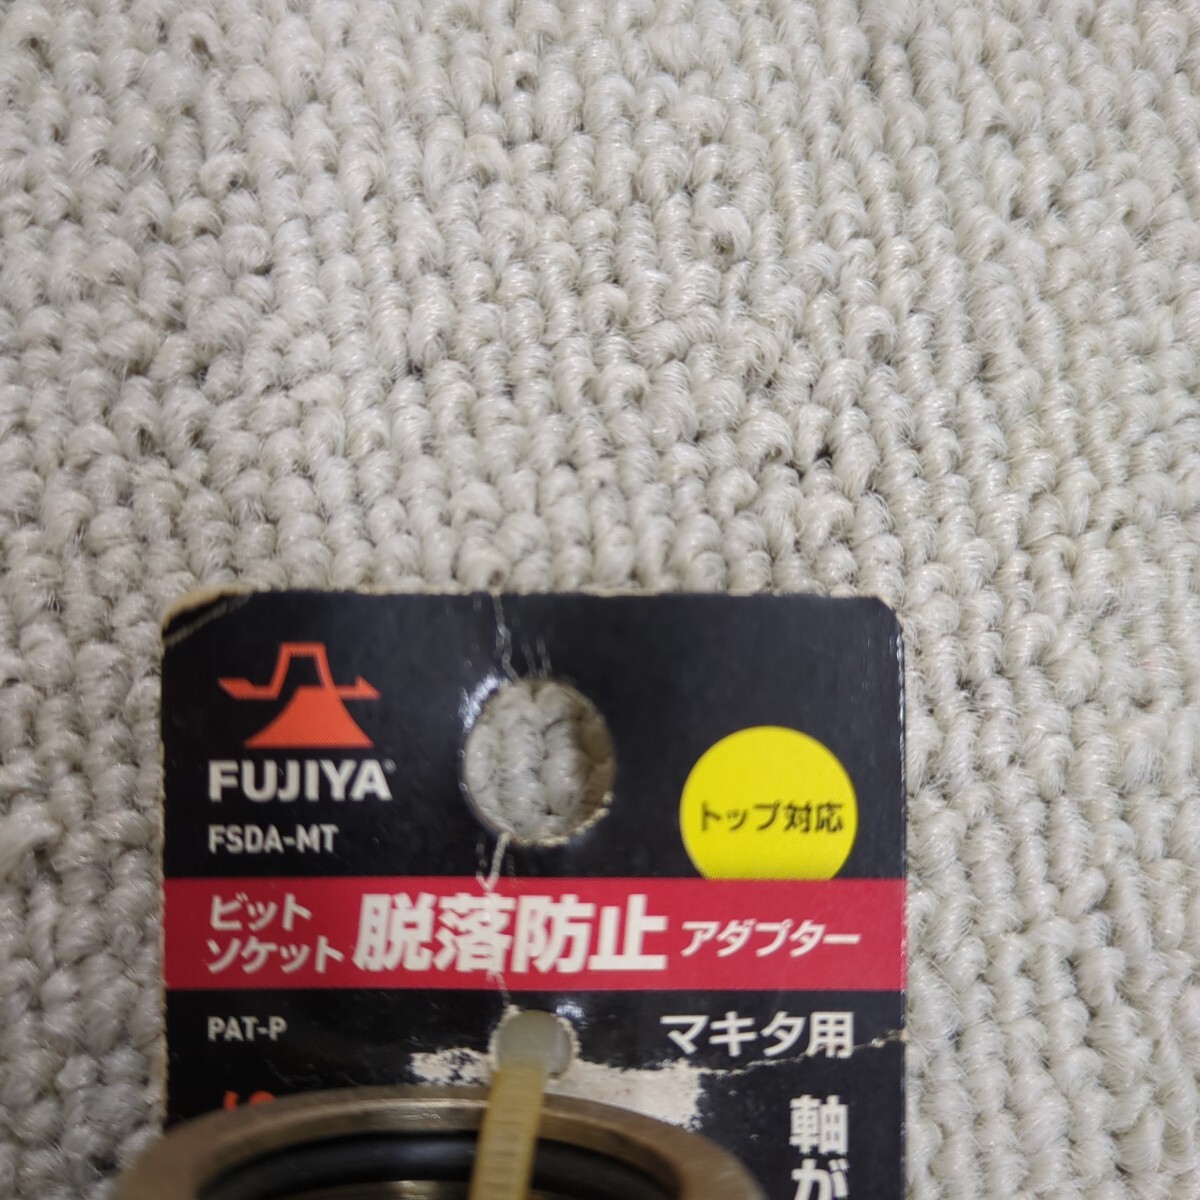 FUJIYA
FSDA-MT
トップ対応
ビット
ソケット
脱落防止 アダプター
PAT-P
マキタ用
軸が